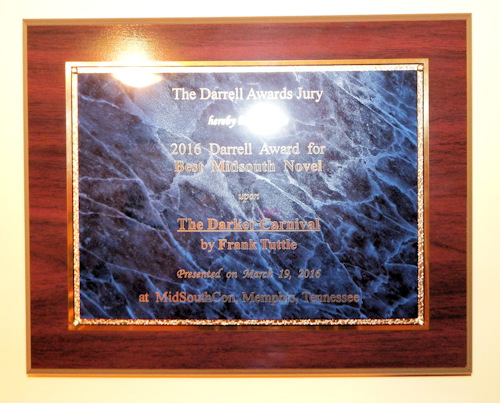 The Darrell Awards Jury
hereby
2016 Darrell Award for
Best Midsouth Novel
upon
The Darker Carnival
by Frank Tuttle
Presented on March 19, 2016
at MidSouthCon, Memphis, Tennessee